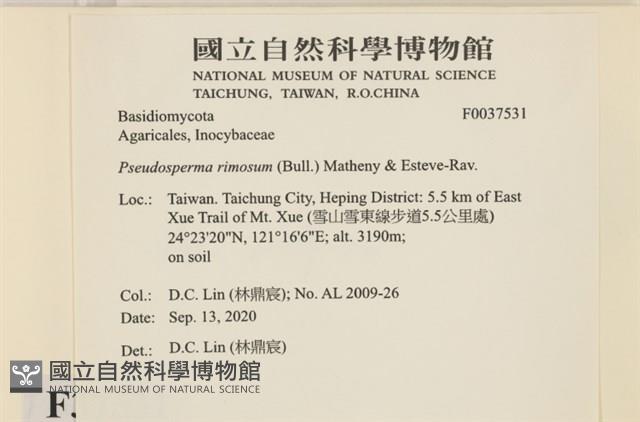 國立自然科學博物館
NATIONAL MUSEUM OF NATURAL SCIENCE
TAICHUNG, TAIWAN, R.O.CHINA
Basidiomycota F0037531
Agaricales, Inocybaceae
Pseudosperma rimosum (Bull.) Matheny & Esteve-Rav.
Loc.: Taiwan. Taichung City, Heping District: 5.5 km of East
Xue Trail of Mt. Xue (雪山雪東線步道5.5公里處)
24°23'20"N, 121°16'6"E; alt. 3190m;
on soil
Col.: D.C. Lin (林鼎宸); No. AL 2009-26
Date: Sep. 13, 2020
Det.: D.C. Lin (林鼎宸)
國立自然科學博物館
NATIONAL MUSEUM OF NATURAL SCIENCE